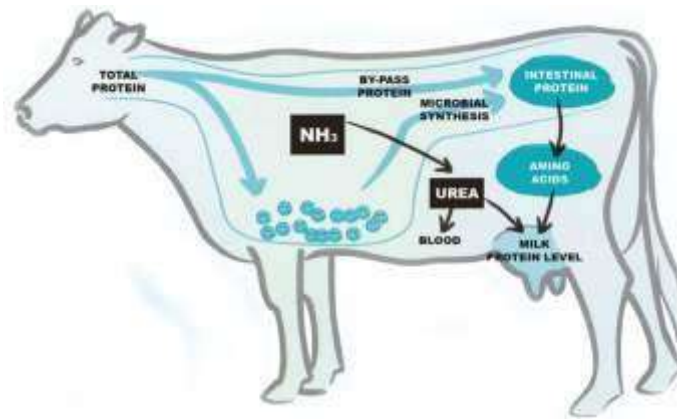 TOTAL
PROTEIN
BY-PASS
PROTEIN
INTESTINAL
PROTEIN
MICROBIAL
SYNTHESIS
NH₃
AMINO
ACIDS
UREA
BLOOD
MILK
PROTEIN LEVEL